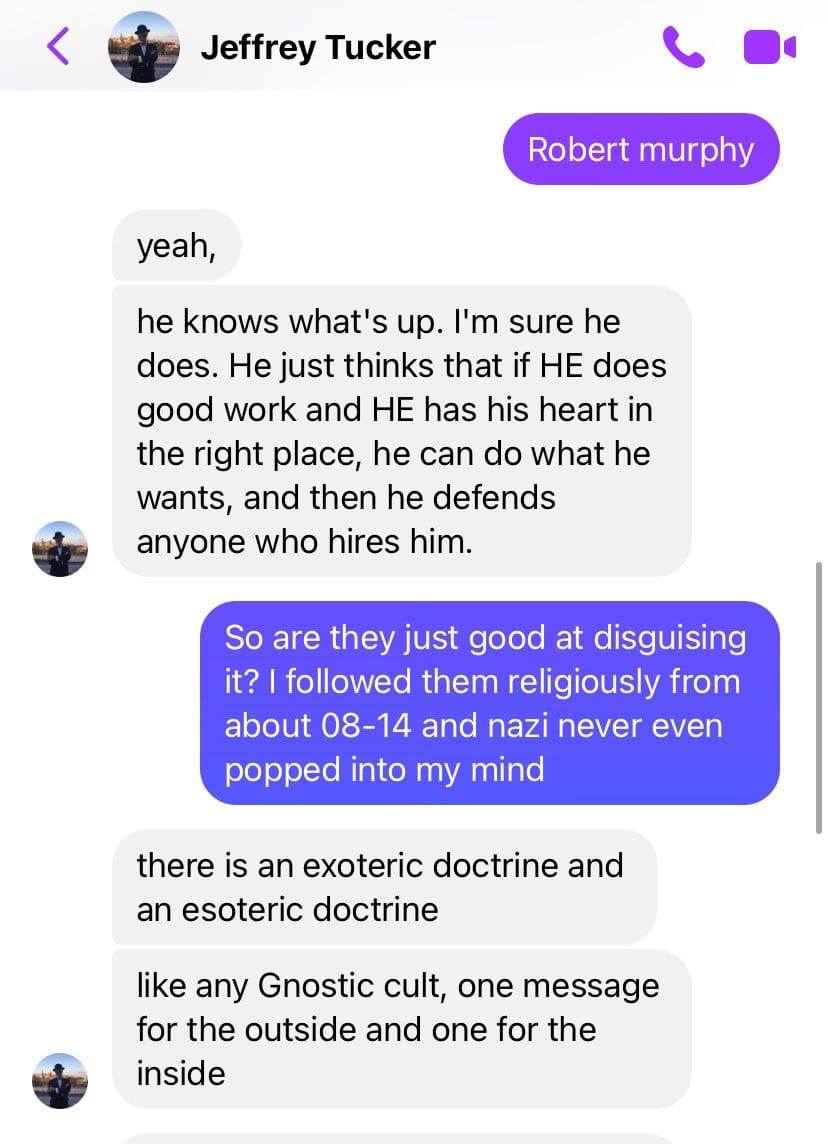 Jeffrey Tucker
Robert murphy
yeah,
he knows what's up. I'm sure he
does. He just thinks that if HE does
good work and HE has his heart in
the right place, he can do what he
wants, and then he defends
anyone who hires him.
So are they just good at disguising
it? I followed them religiously from
about 08-14 and nazi never even
popped into my mind
there is an exoteric doctrine and
an esoteric doctrine
like any Gnostic cult, one message
for the outside and one for the
inside